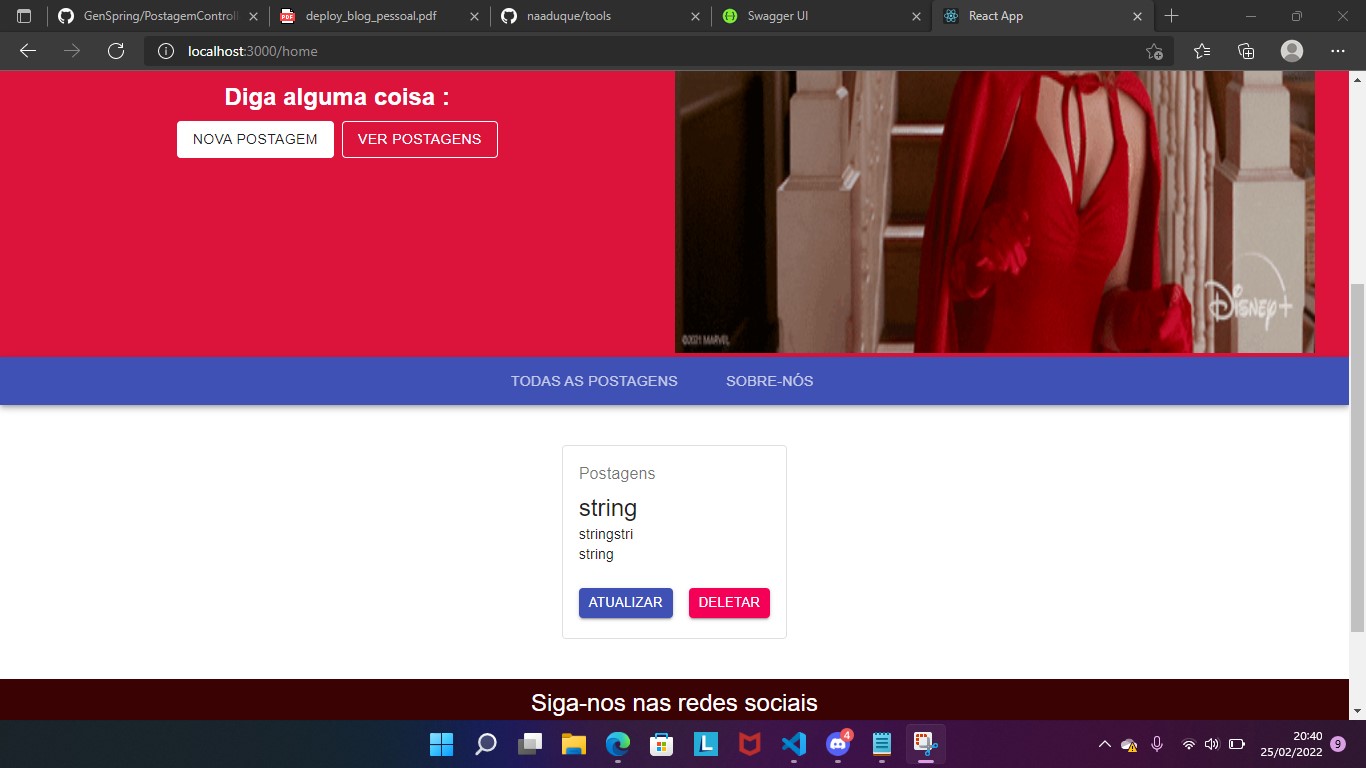 GenSpring/PostagemControll
deploy_blog_pessoal.pdf
naaduque/tools
Swagger UI
React App
localhost:3000/home
Diga alguma coisa :
NOVA POSTAGEM
VER POSTAGENS
©2021 MARVEL
Disney+
TODAS AS POSTAGENS
SOBRE-NÓS
Postagens
string
stringstri
string
ATUALIZAR
DELETAR
Siga-nos nas redes sociais
L
4
20:40
25/02/2022
9